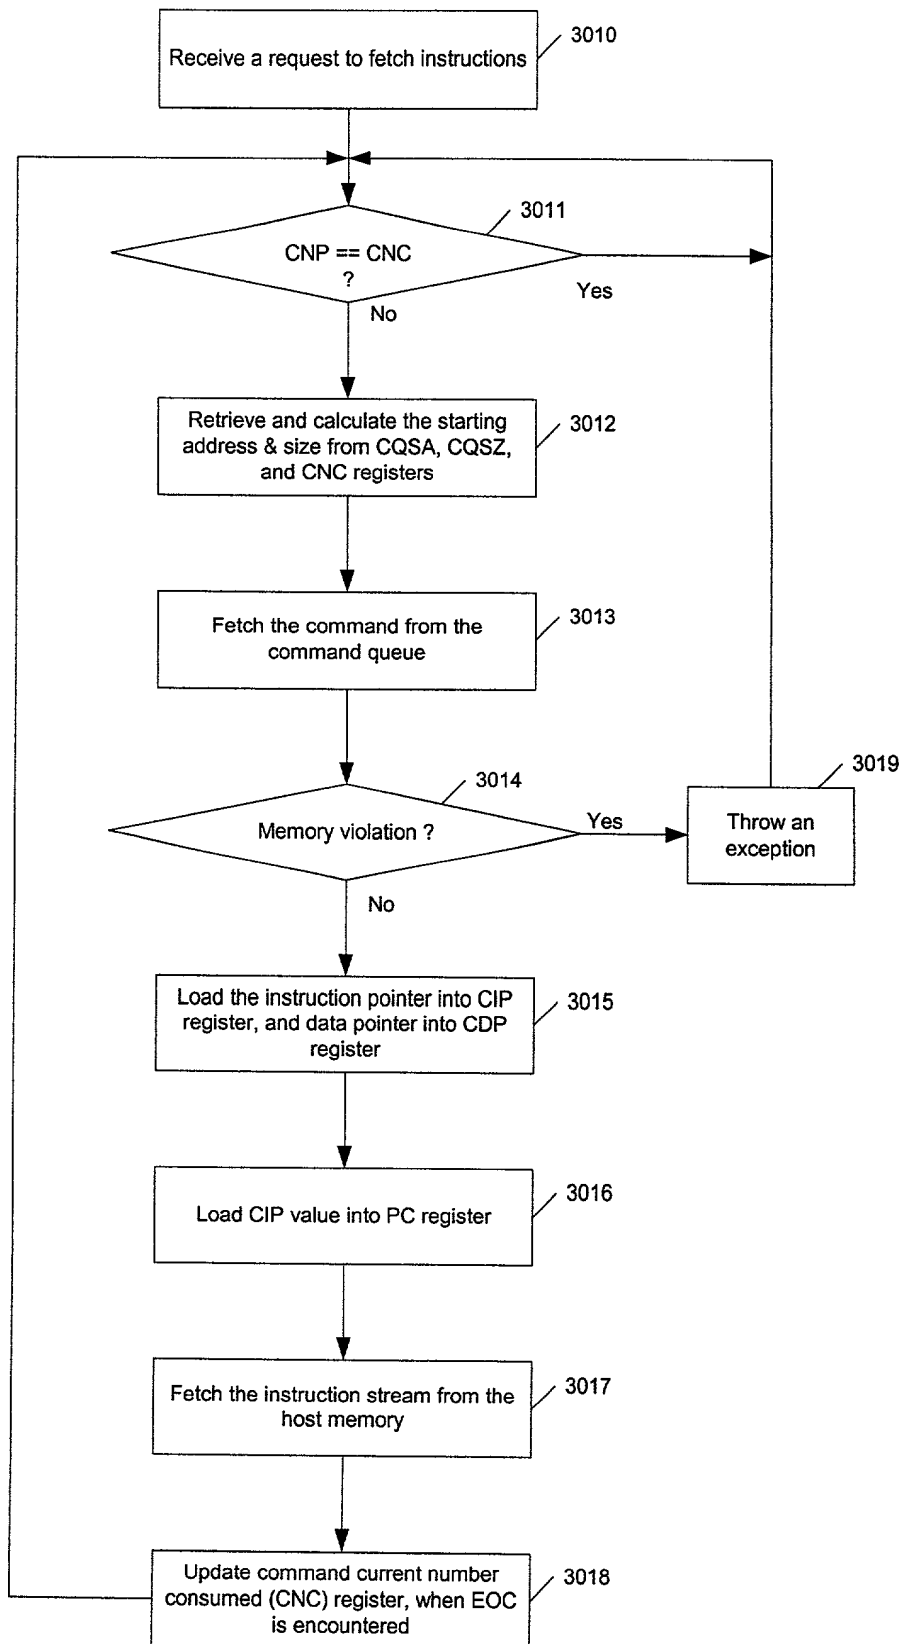 Receive a request to fetch instructions
3010
3011
CNP == CNC
?
Yes
No
Retrieve and calculate the starting
address & size from CQSA, CQSZ,
and CNC registers
3012
Fetch the command from the
command queue
3013
3014
Memory violation ?
Yes
No
3019
Throw an
exception
Load the instruction pointer into CIP
register, and data pointer into CDP
register
3015
Load CIP value into PC register
3016
Fetch the instruction stream from the
host memory
3017
Update command current number
consumed (CNC) register, when EOC
is encountered
3018